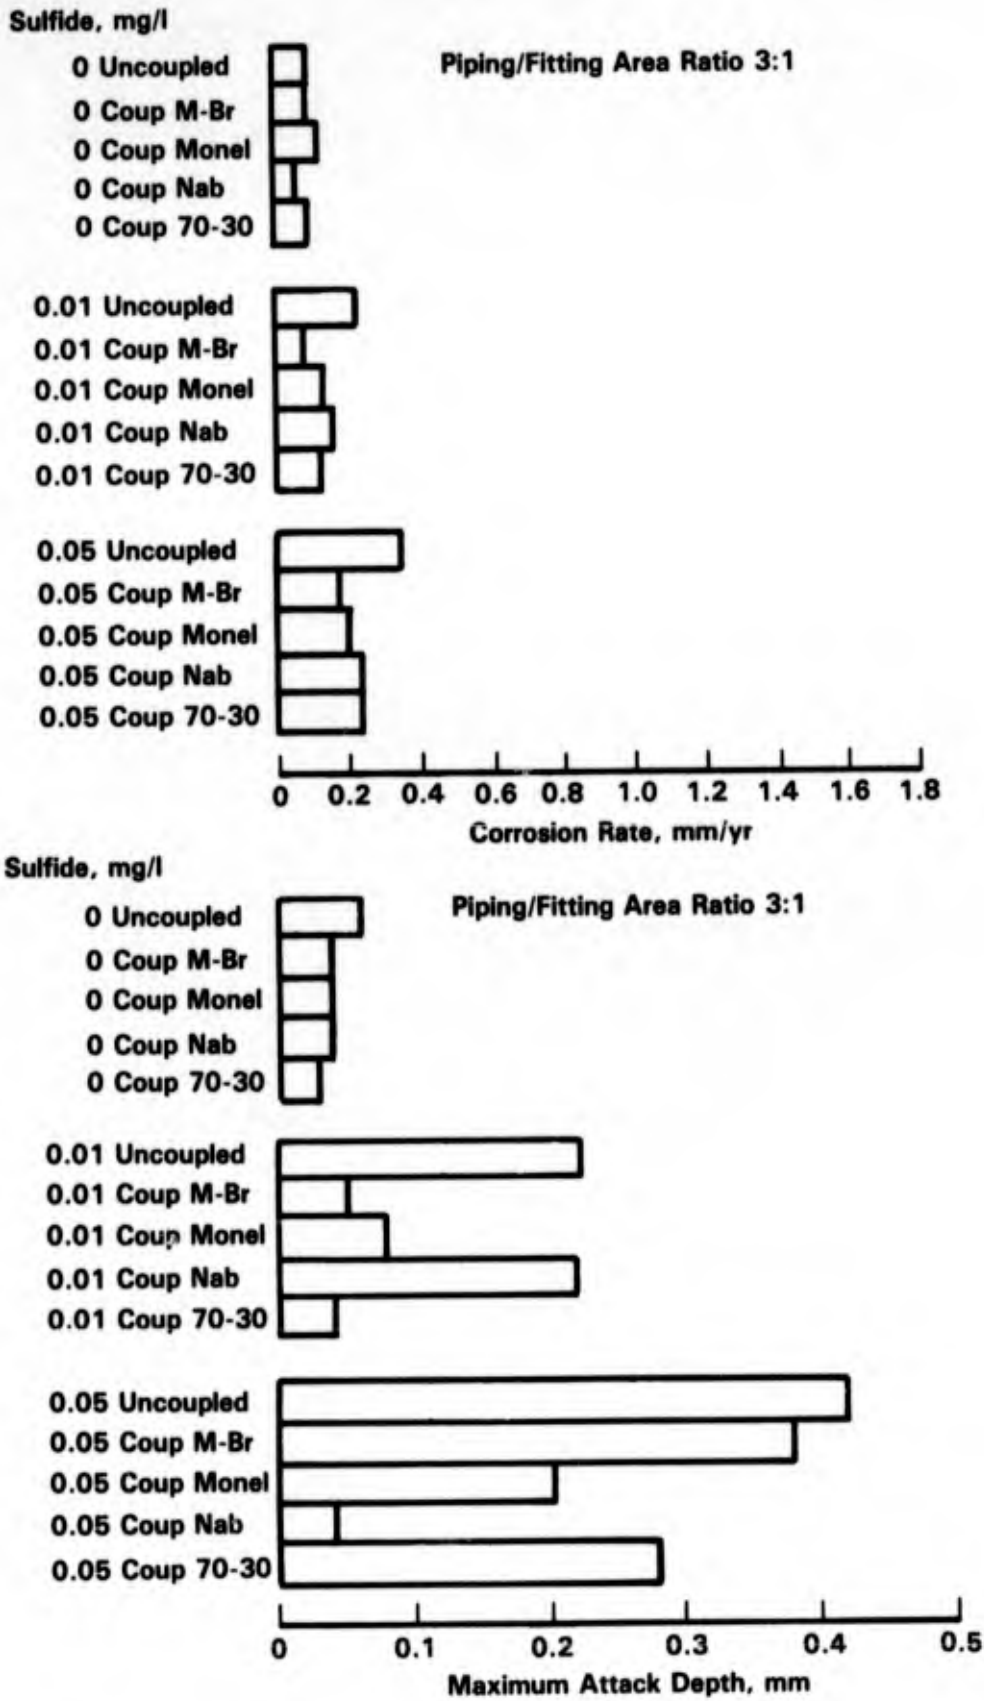 Sulfide, mg/l
Piping/Fitting Area Ratio 3:1
0 Uncoupled
0 Coup M-Br
0 Coup Monel
0 Coup Nab
0 Coup 70-30
0.01 Uncoupled
0.01 Coup M-Br
0.01 Coup Monel
0.01 Coup Nab
0.01 Coup 70-30
0.05 Uncoupled
0.05 Coup M-Br
0.05 Coup Monel
0.05 Coup Nab
0.05 Coup 70-30
0 0.2 0.4 0.6 0.8 1.0 1.2 1.4 1.6 1.8
Corrosion Rate, mm/yr
Sulfide, mg/l
Piping/Fitting Area Ratio 3:1
0 Uncoupled
0 Coup M-Br
0 Coup Monel
0 Coup Nab
0 Coup 70-30
0.01 Uncoupled
0.01 Coup M-Br
0.01 Coup Monel
0.01 Coup Nab
0.01 Coup 70-30
0.05 Uncoupled
0.05 Coup M-Br
0.05 Coup Monel
0.05 Coup Nab
0.05 Coup 70-30
0 0.1 0.2 0.3 0.4 0.5
Maximum Attack Depth, mm